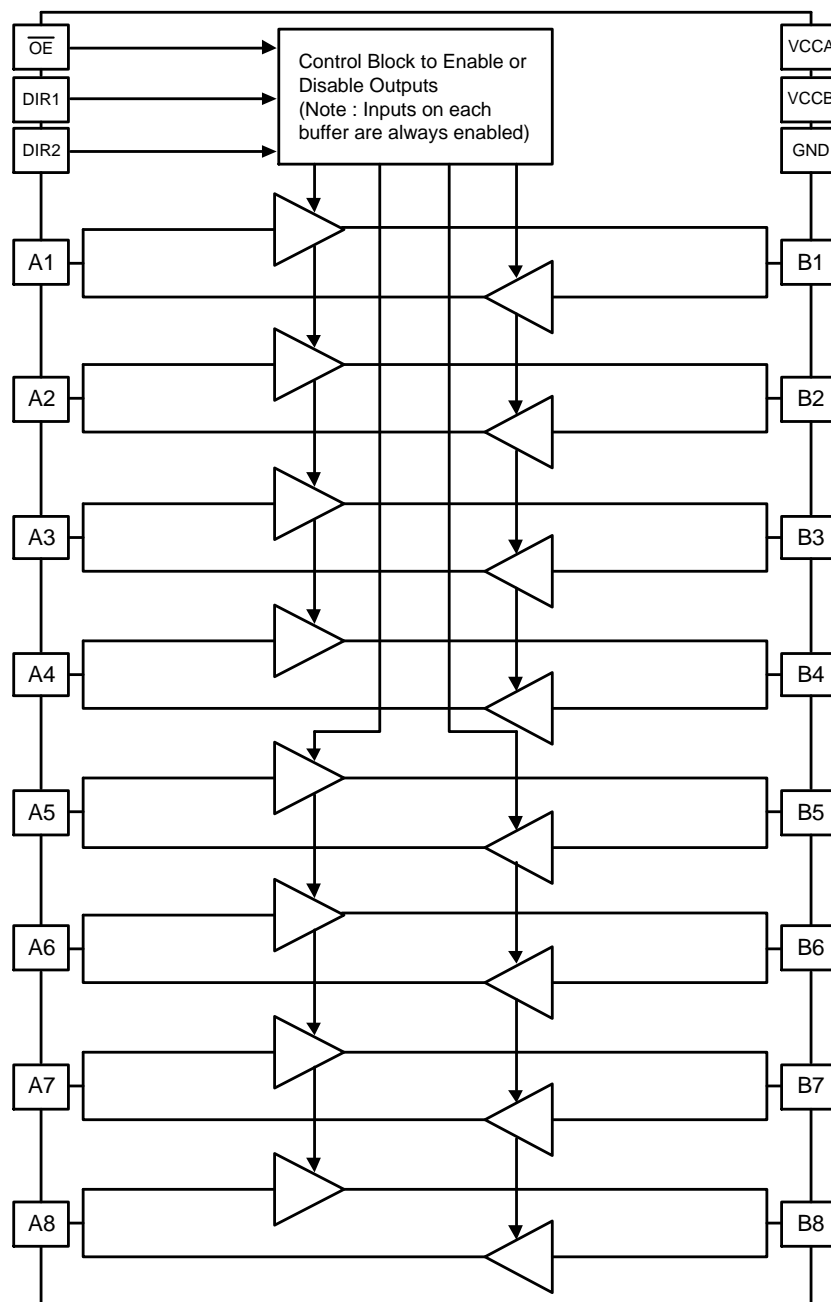 OE
DIR1
DIR2
Control Block to Enable or
Disable Outputs
(Note : Inputs on each
buffer are always enabled)
VCCA
VCCB
GND
A1
B1
A2
B2
A3
B3
A4
B4
A5
B5
A6
B6
A7
B7
A8
B8